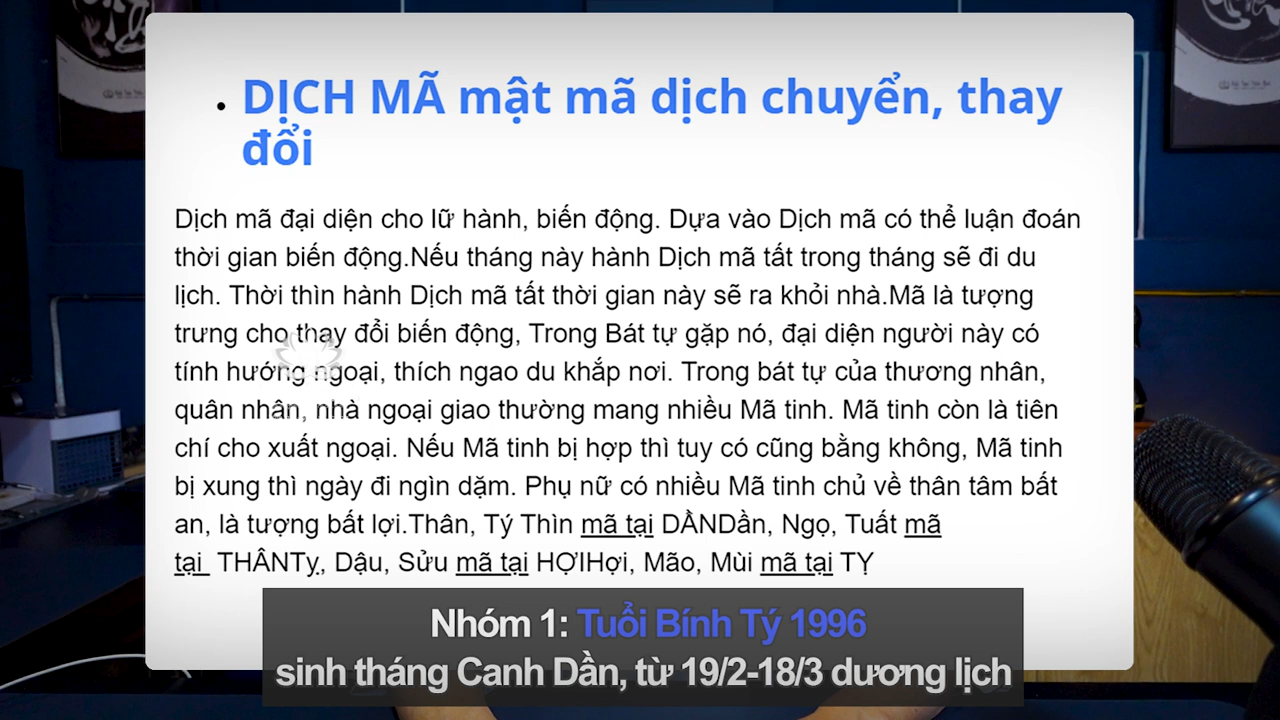 DỊCH MÃ mật mã dịch chuyển, thay
đổi
Dịch mã đại diện cho lữ hành, biến động. Dựa vào Dịch mã có thể luận đoán
thời gian biến động.Nếu tháng này hành Dịch mã tất trong tháng sẽ đi du
lịch. Thời thìn hành Dịch mã tất thời gian này sẽ ra khỏi nhà.Mã là tượng
trưng cho thay đổi biến động, Trong Bát tự gặp nó, đại diện người này có
tính hướng ngoại, thích ngao du khắp nơi. Trong bát tự của thương nhân,
quân nhân, nhà ngoại giao thường mang nhiều Mã tinh. Mã tinh còn là tiên
chí cho xuất ngoại. Nếu Mã tinh bị hợp thì tuy có cũng bằng không, Mã tinh
bị xung thì ngày đi ngìn dặm. Phụ nữ có nhiều Mã tinh chủ về thân tâm bất
an, là tượng bất lợi.Thân, Tý Thìn mã tại DẦNDần, Ngọ, Tuất mã
tại THÂNTỵ, Dậu, Sửu mã tại HỢIHợi, Mão, Mùi mã tại TỴ
Nhóm 1: Tuổi Bính Tý 1996
sinh tháng Canh Dần, từ 19/2-18/3 dương lịch